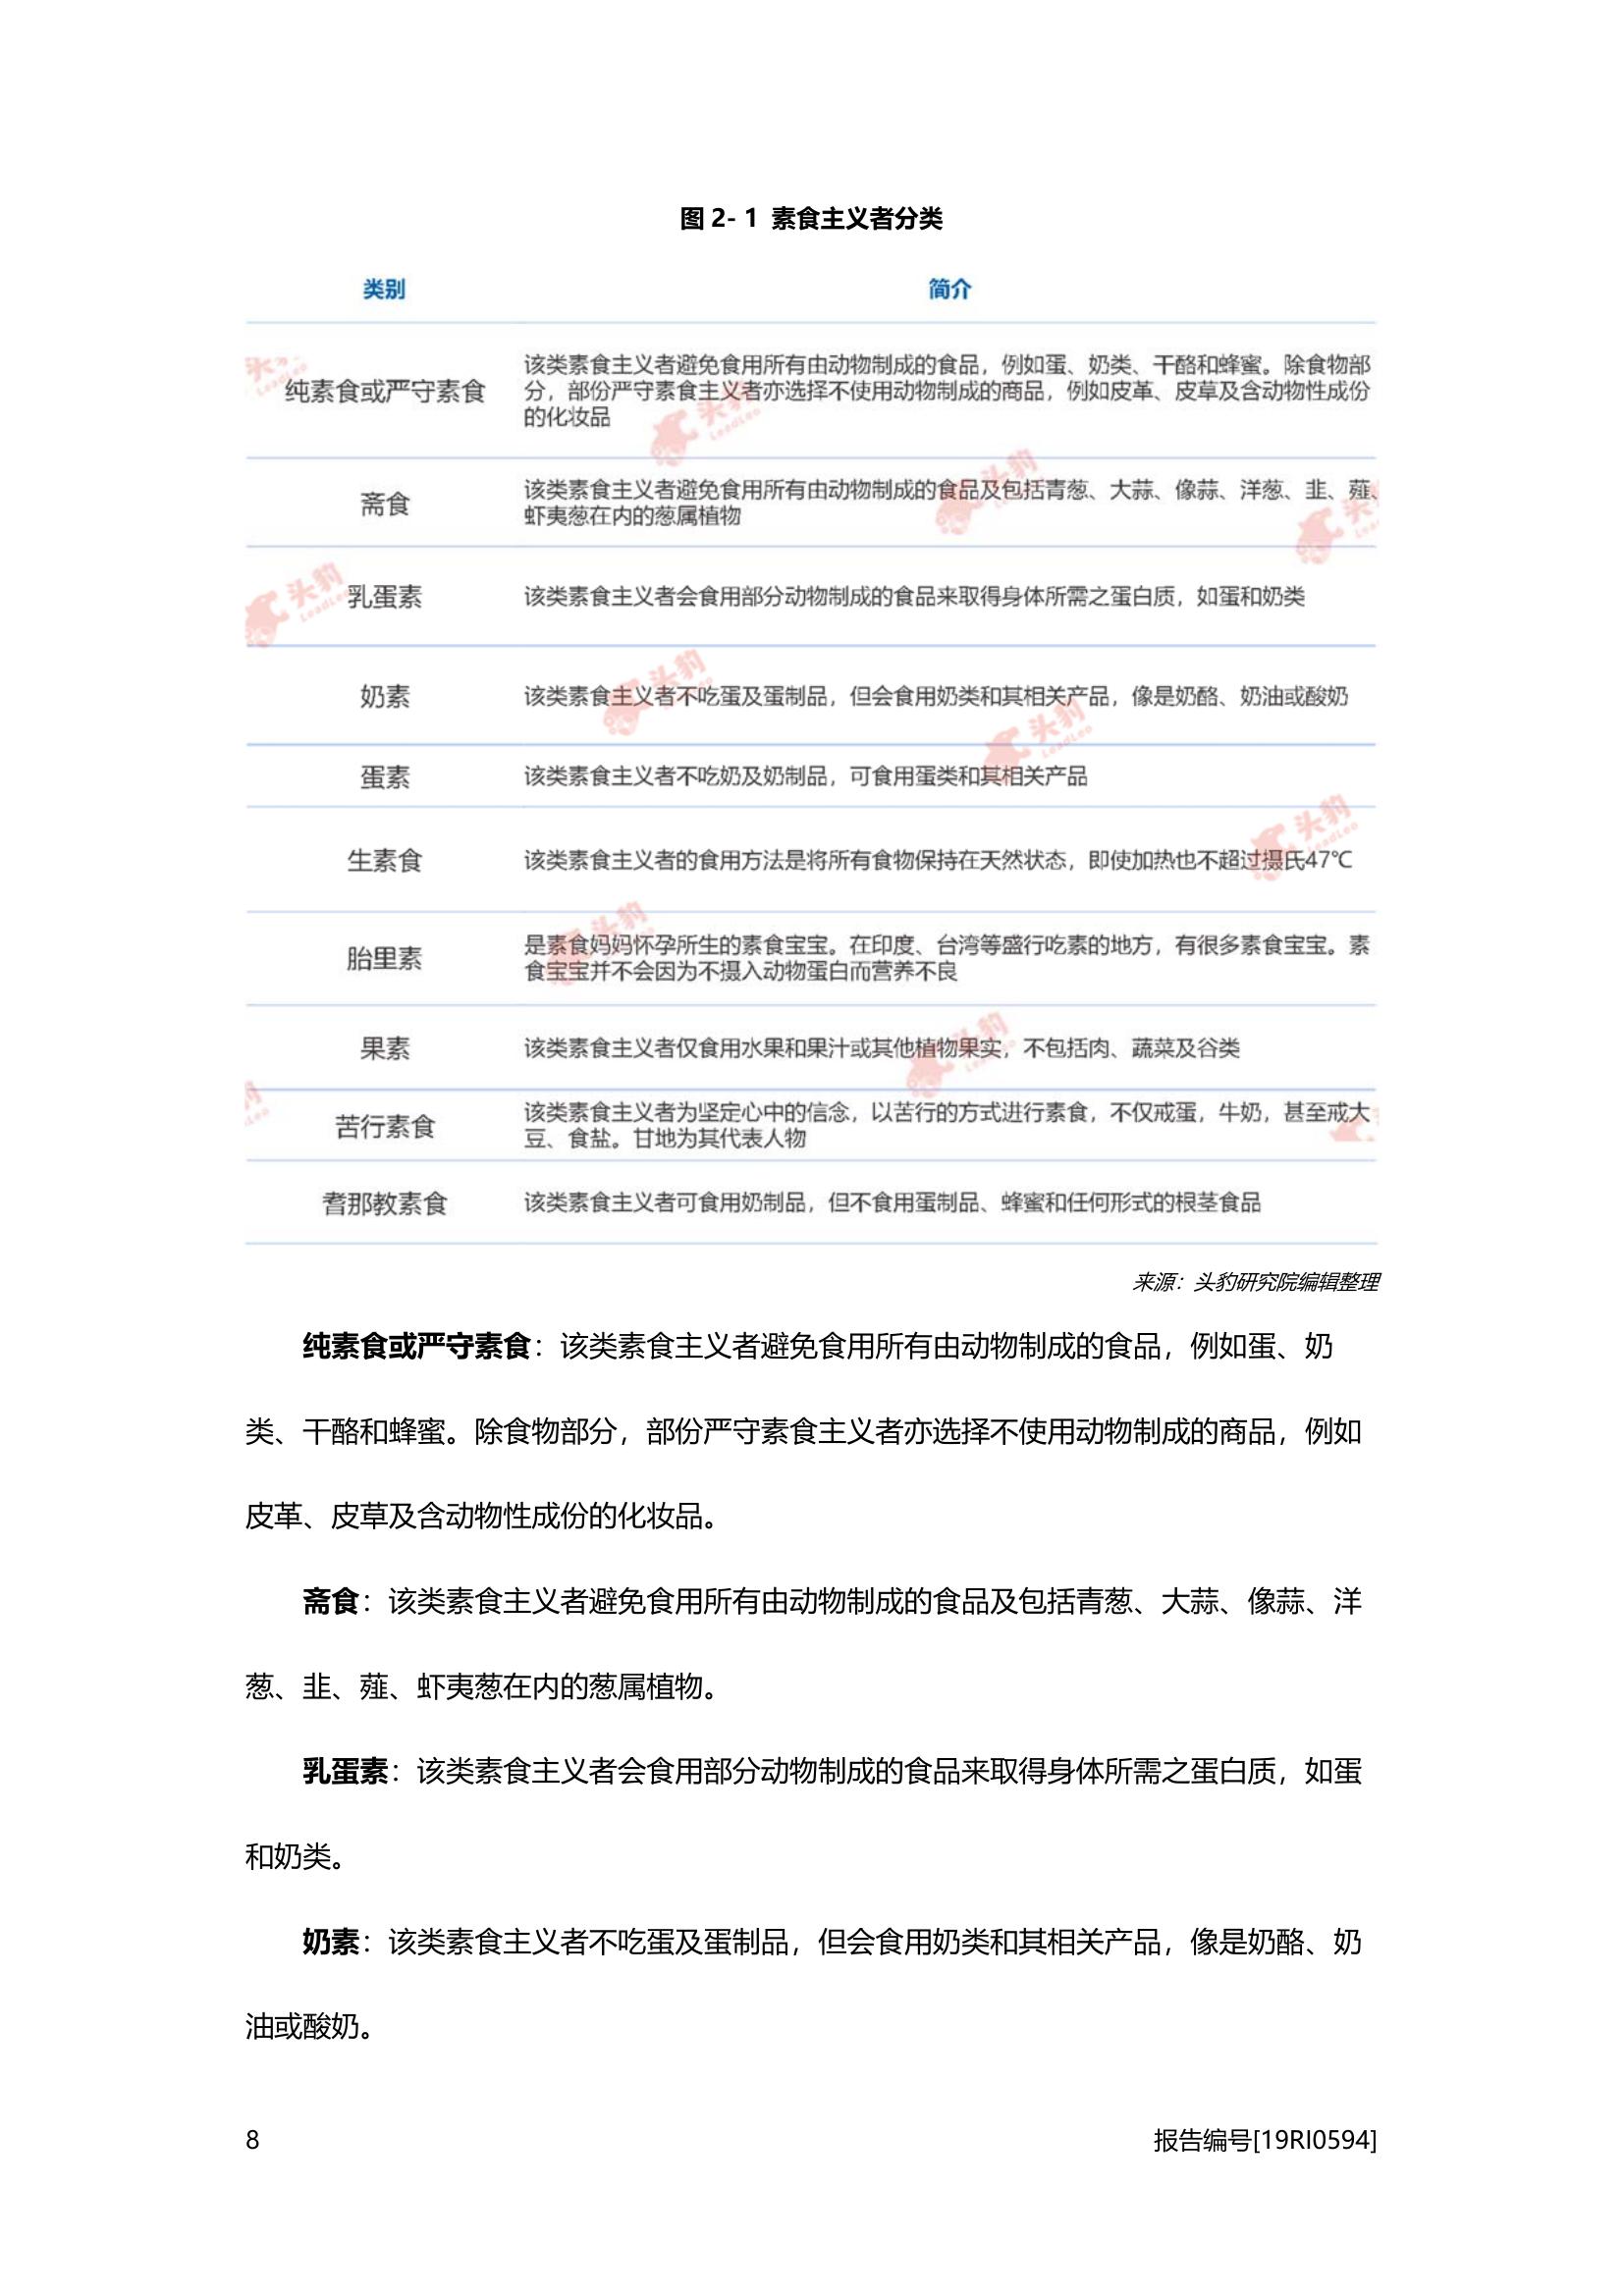 图 2- 1 素食主义者分类
类别 简介
纯素食或严守素食
该类素食主义者避免食用所有由动物制成的食品，例如蛋、奶类、干酪和蜂蜜。除食物部
分，部份严守素食主义者亦选择不使用动物制成的商品，例如皮革、皮草及含动物性成份
的化妆品
斋食
该类素食主义者避免食用所有由动物制成的食品及包括青葱、大蒜、像蒜、洋葱、韭、薤、
虾夷葱在内的葱属植物
乳蛋素
该类素食主义者会食用部分动物制成的食品来取得身体所需之蛋白质，如蛋和奶类
奶素
该类素食主义者不吃蛋及蛋制品，但会食用奶类和其相关产品，像是奶酪、奶油或酸奶
蛋素
该类素食主义者不吃奶及奶制品，可食用蛋类和其相关产品
生素食
该类素食主义者的食用方法是将所有食物保持在天然状态，即使加热也不超过摄氏47℃
胎里素
是素食妈妈怀孕所生的素食宝宝。在印度、台湾等盛行吃素的地方，有很多素食宝宝。素
食宝宝并不会因为不摄入动物蛋白而营养不良
果素
该类素食主义者仅食用水果和果汁或其他植物果实，不包括肉、蔬菜及谷类
苦行素食
该类素食主义者为坚定心中的信念，以苦行的方式进行素食，不仅戒蛋，牛奶，甚至戒大
豆、食盐。甘地为其代表人物
耆那教素食
该类素食主义者可食用奶制品，但不食用蛋制品、蜂蜜和任何形式的根茎食品
来源：头豹研究院编辑整理
纯素食或严守素食：该类素食主义者避免食用所有由动物制成的食品，例如蛋、奶
类、干酪和蜂蜜。除食物部分，部份严守素食主义者亦选择不使用动物制成的商品，例如
皮革、皮草及含动物性成份的化妆品。
斋食：该类素食主义者避免食用所有由动物制成的食品及包括青葱、大蒜、像蒜、洋
葱、韭、薤、虾夷葱在内的葱属植物。
乳蛋素：该类素食主义者会食用部分动物制成的食品来取得身体所需之蛋白质，如蛋
和奶类。
奶素：该类素食主义者不吃蛋及蛋制品，但会食用奶类和其相关产品，像是奶酪、奶
油或酸奶。
8 报告编号[19RI0594]